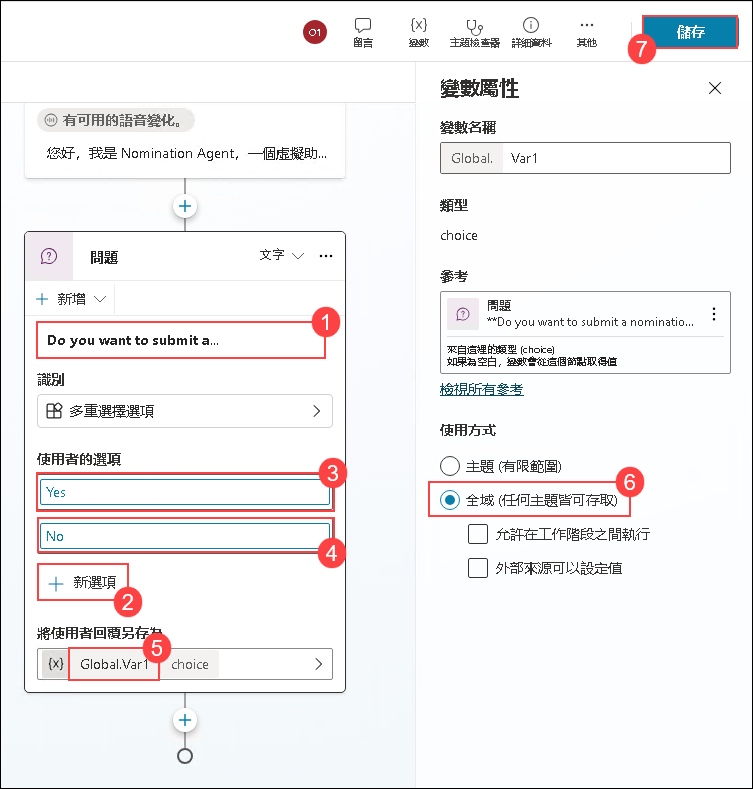 O1
留言
{x}
變數
主題檢查器
詳細資料
其他
儲存
7
有可用的語音變化。
您好，我是 Nomination Agent，一個虛擬助...
問題
文字
新增
1
Do you want to submit a...
識別
多重選擇選項
使用者的選項
3
Yes
No
4
新選項
2
將使用者回覆另存為
5
{x}
Global.Var1
choice
變數屬性
變數名稱
Global.
Var1
類型
choice
參考
問題
**Do you want to submit a nominatio...
來自這裡的類型 (choice)
如果為空白，變數會從這個節點取得值
檢視所有參考
使用方式
主題 (有限範圍)
6
全域 (任何主題皆可存取)
允許在工作階段之間執行
外部來源可以設定值